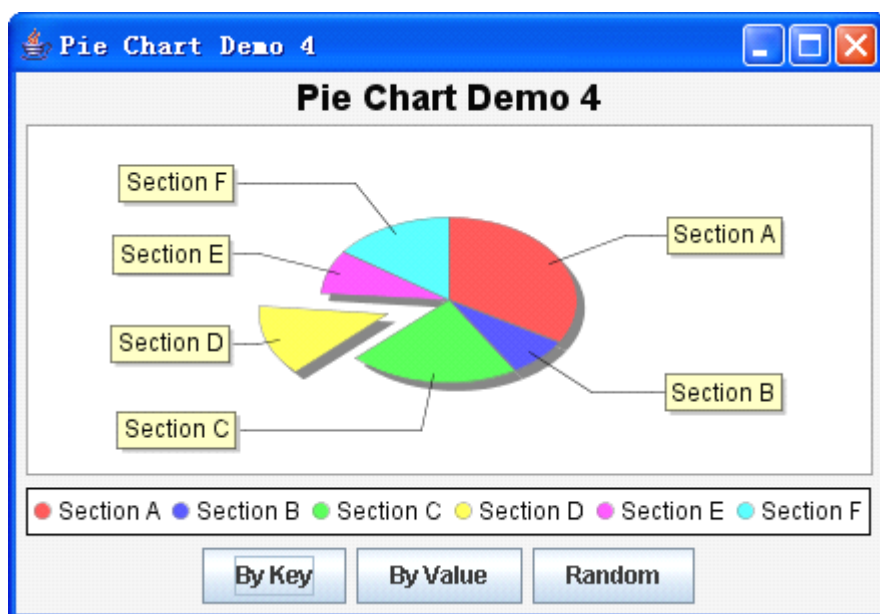 Pie Chart Demo 4
Pie Chart Demo 4
Section F
Section A
Section E
Section D
Section B
Section C
Section A Section B Section C Section D Section E Section F
By Key By Value Random